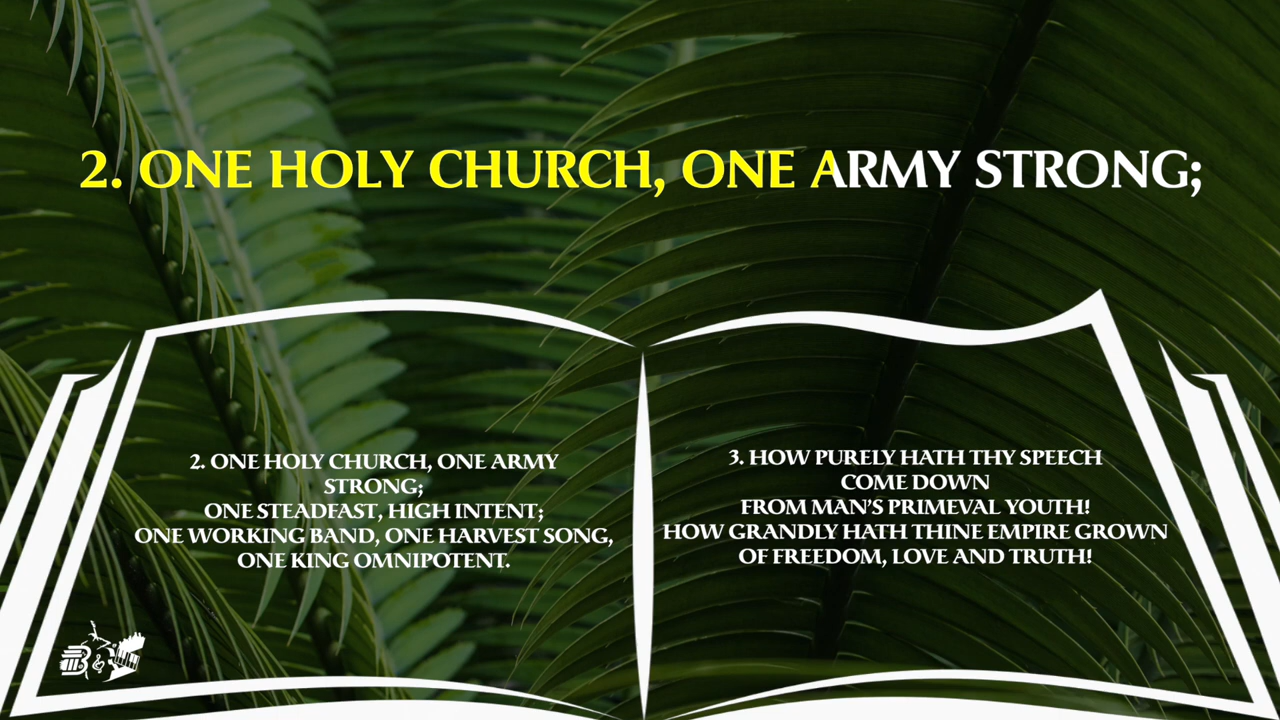 2. ONE HOLY CHURCH, ONE ARMY STRONG;
2. ONE HOLY CHURCH, ONE ARMY
STRONG;
ONE STEADFAST, HIGH INTENT;
ONE WORKING BAND, ONE HARVEST SONG,
ONE KING OMNIPOTENT.
3. HOW PURELY HATH THY SPEECH
COME DOWN
FROM MAN'S PRIMEVAL YOUTH!
HOW GRANDLY HATH THINE EMPIRE GROWN
OF FREEDOM, LOVE AND TRUTH!